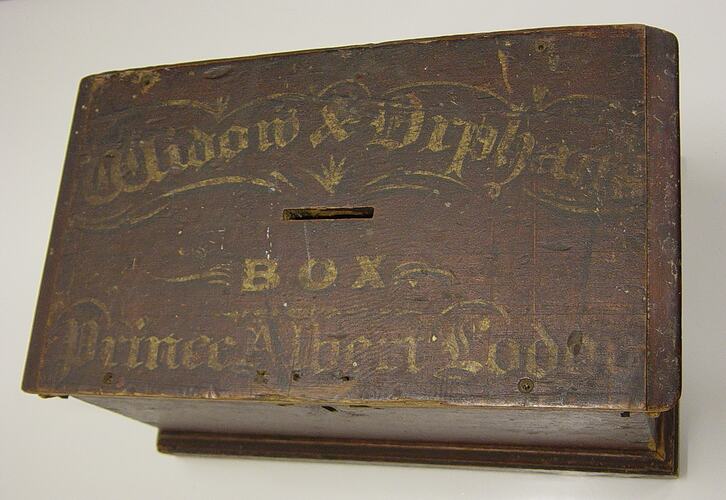 Widow & Orphans
BOX
Prince Albert Lodge